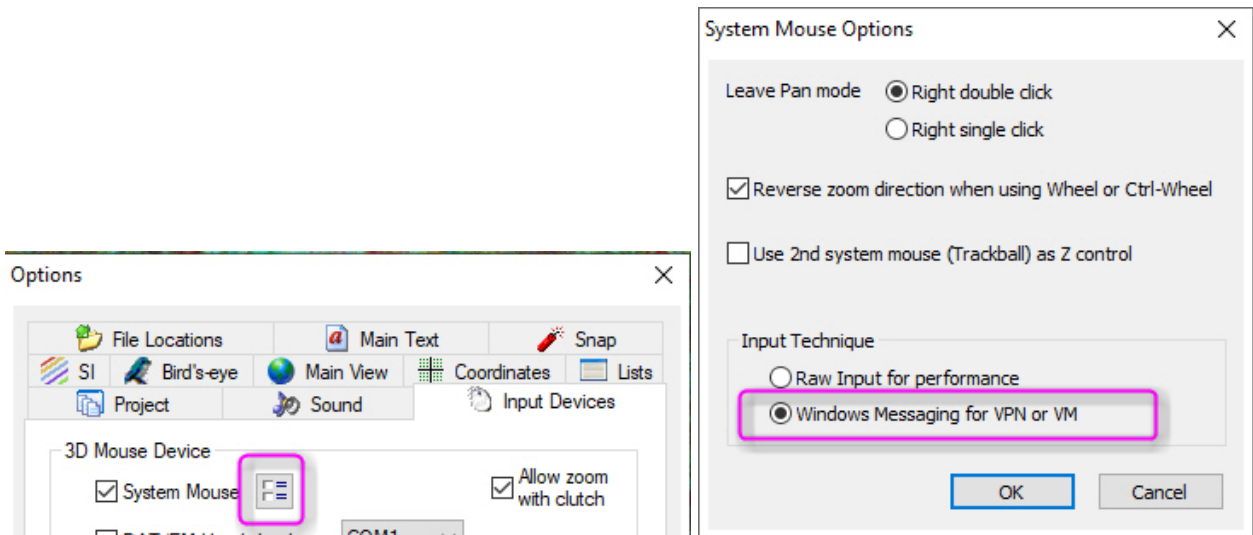 Options
File Locations
Main Text
Snap
SI
Bird's-eye
Main View
Coordinates
Lists
Project
Sound
Input Devices
3D Mouse Device
System Mouse
Allow zoom
with clutch
COM1
System Mouse Options
Leave Pan mode
Right double click
Right single click
Reverse zoom direction when using Wheel or Ctrl-Wheel
Use 2nd system mouse (Trackball) as Z control
Input Technique
Raw Input for performance
Windows Messaging for VPN or VM
OK
Cancel